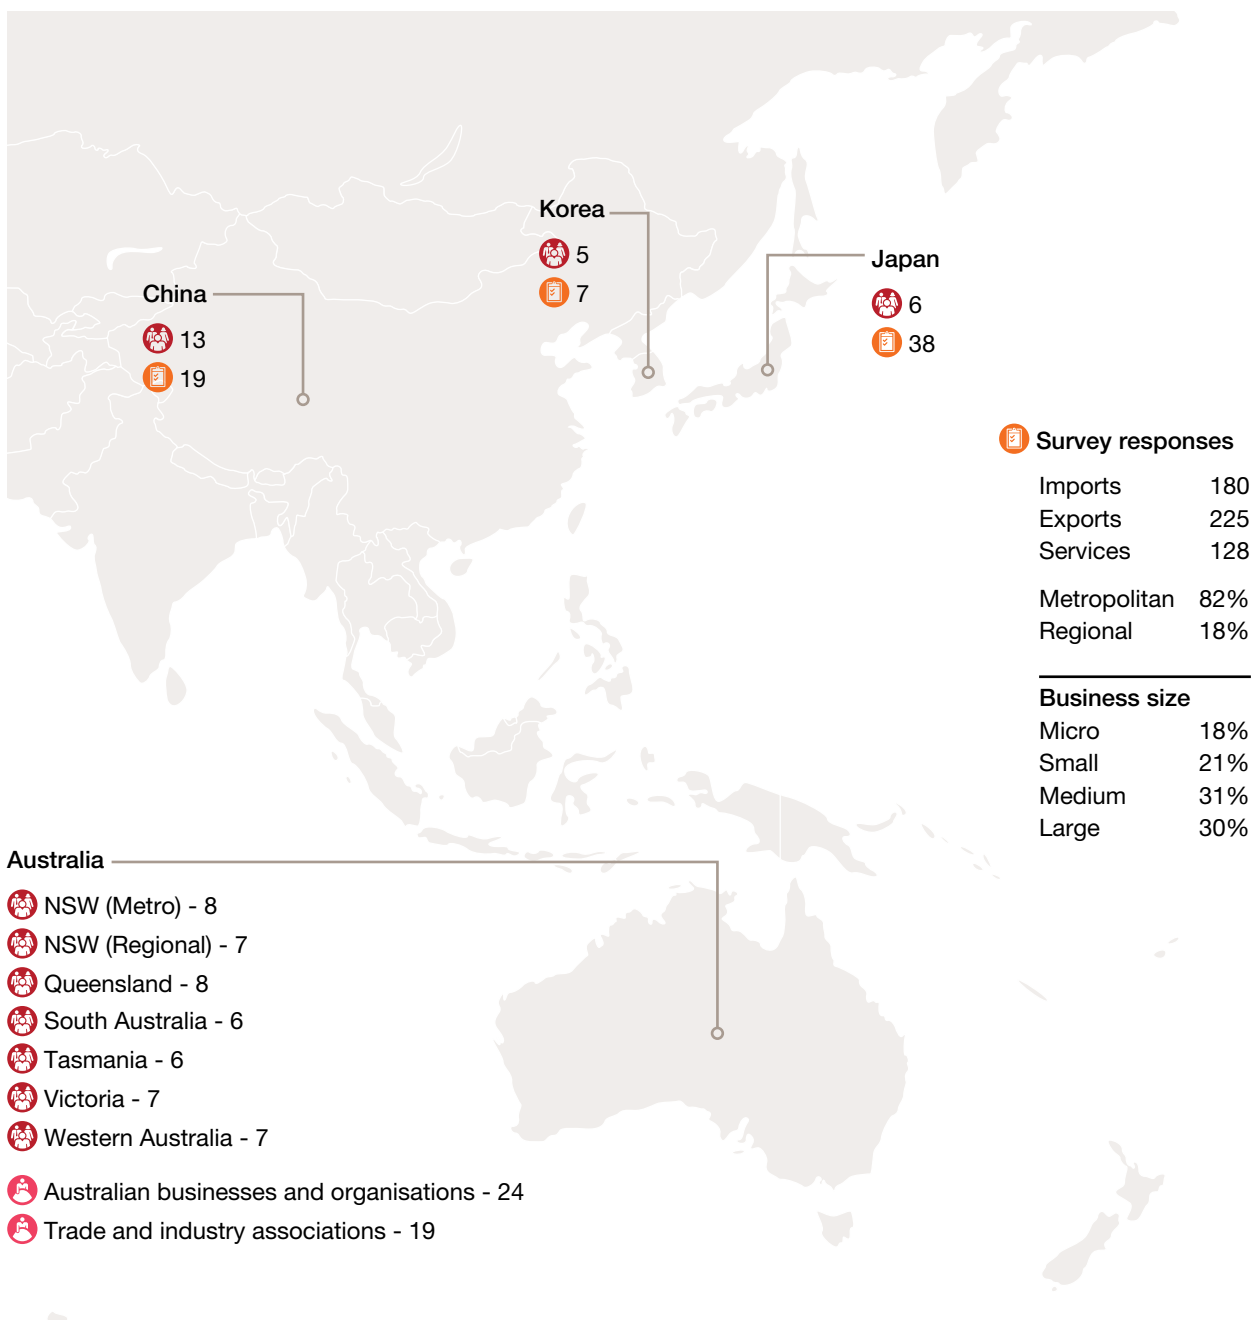 Korea
5
7
Japan
6
38
China
13
19
Survey responses
Imports 180
Exports 225
Services 128
Metropolitan 82%
Regional 18%
Business size
Micro 18%
Small 21%
Medium 31%
Large 30%
Australia
NSW (Metro) - 8
NSW (Regional) - 7
Queensland - 8
South Australia - 6
Tasmania - 6
Victoria - 7
Western Australia - 7
Australian businesses and organisations - 24
Trade and industry associations - 19